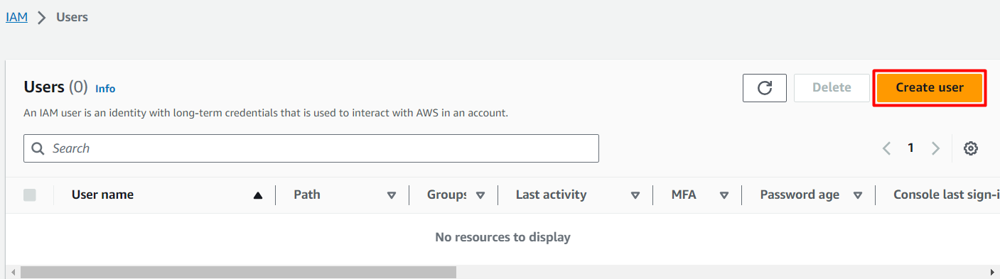 IAM > Users
Users (0) Info
Delete
Create user
An IAM user is an identity with long-term credentials that is used to interact with AWS in an account.
Search
1
User name Path Groups Last activity MFA Password age Console last sign-i
No resources to display